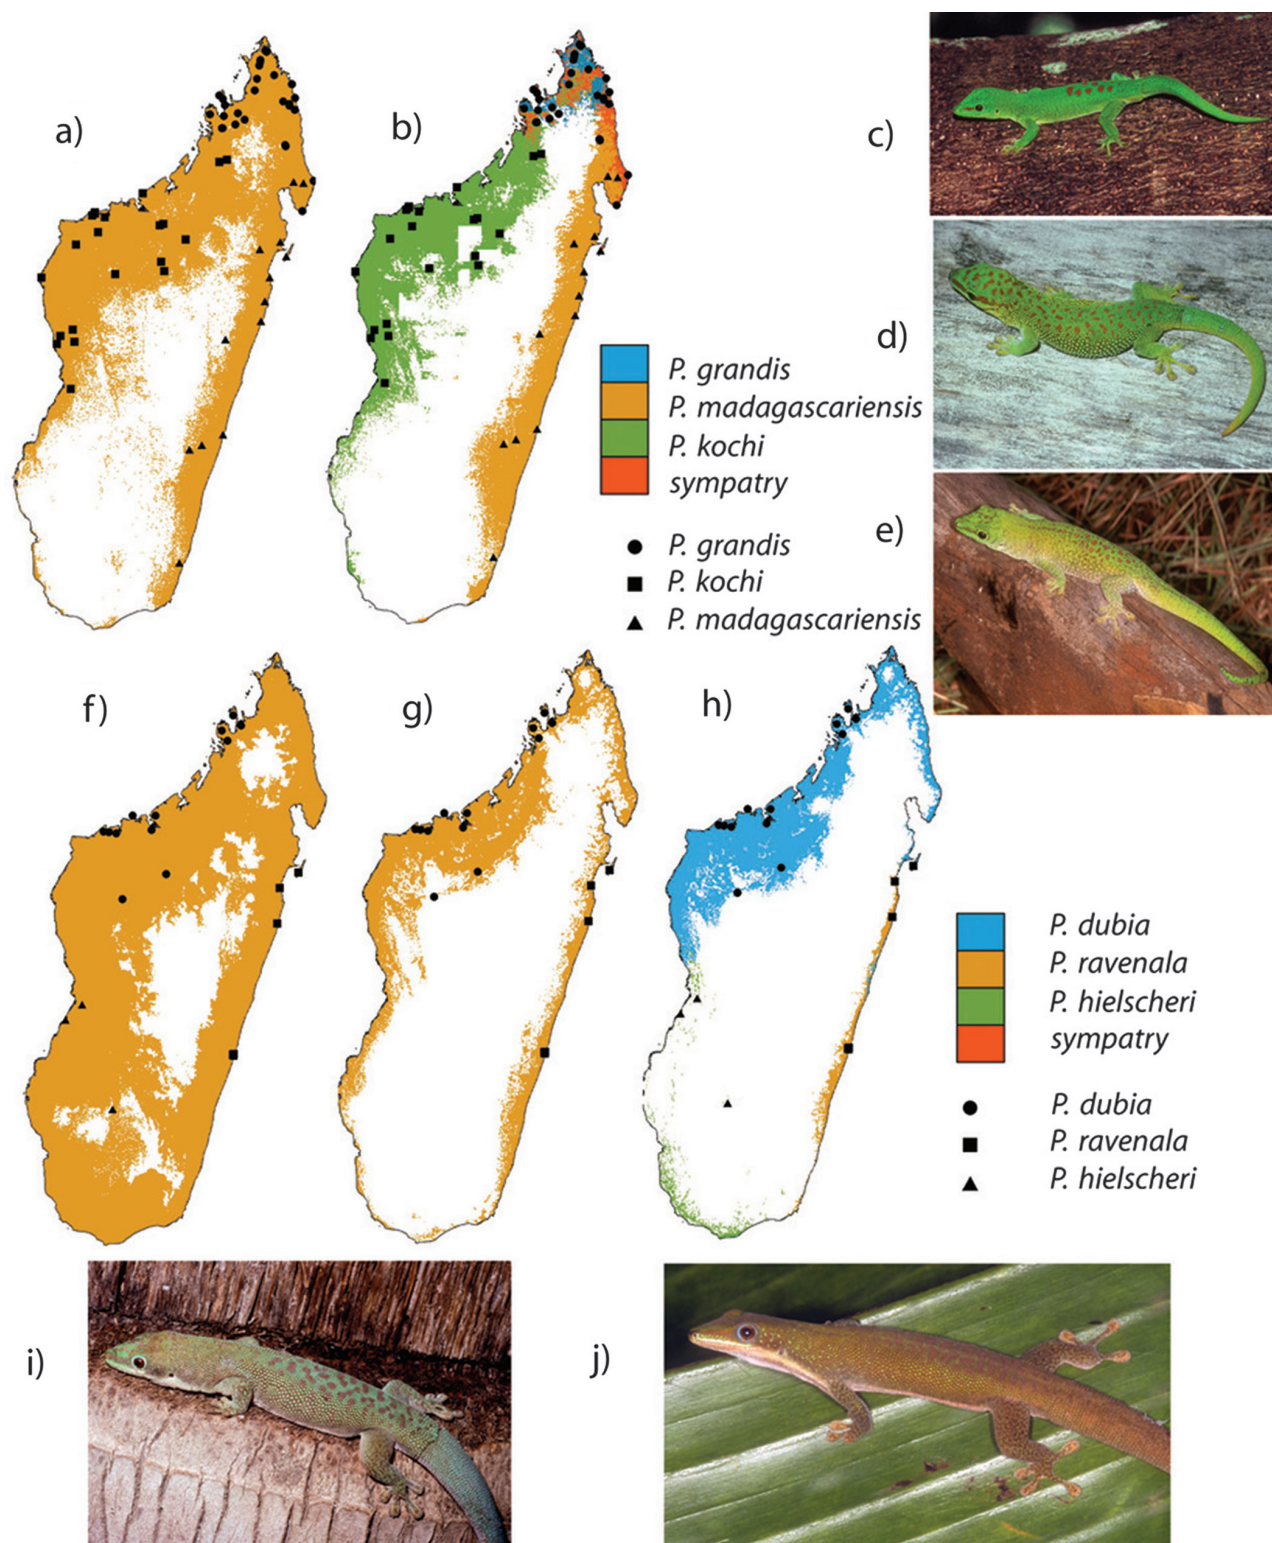 a)
b)
c)
d)
P. grandis
P. madagascariensis
P. kochi
sympatry
e)
P. grandis
P. kochi
P. madagascariensis
f)
g)
h)
P. dubia
P. ravenala
P. hielscheri
sympatry
P. dubia
P. ravenala
P. hielscheri
i)
j)